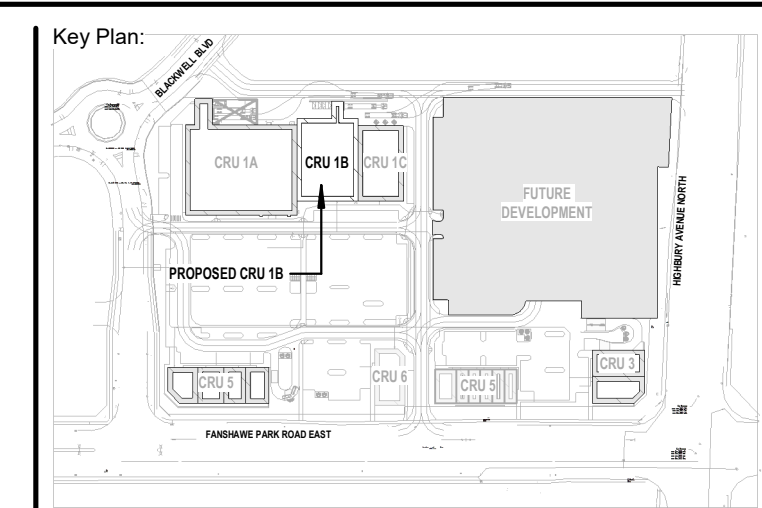 Key Plan:
BLACKWELL BLVD
CRU 1A
CRU 1B
CRU 1C
FUTURE
DEVELOPMENT
HIGHBURY AVENUE NORTH
PROPOSED CRU 1B
CRU 5
CRU 6
CRU 5
CRU 3
FANSHAWE PARK ROAD EAST